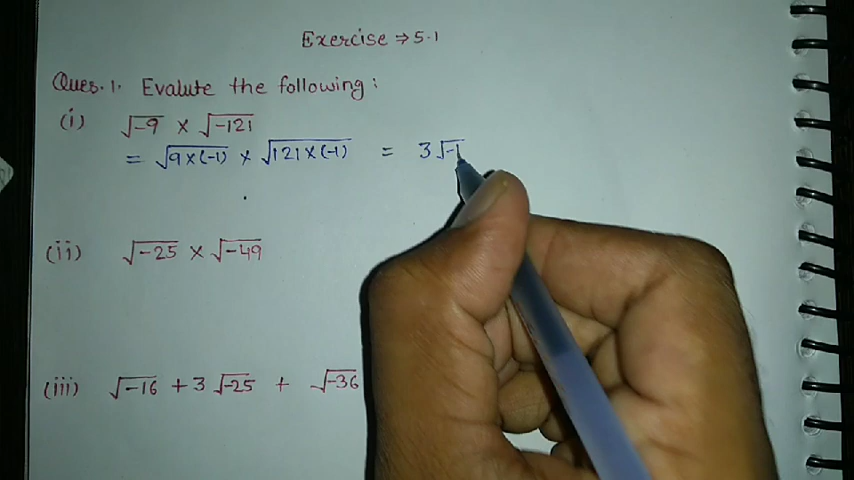 Exercise ⇒ 5.1
Ques.1. Evalute the following :
(i) √-9 × √-121
= √9×(-1) × √121×(-1) = 3√-1
(ii) √-25 × √-49
(iii) √-16 + 3 √-25 + √-36